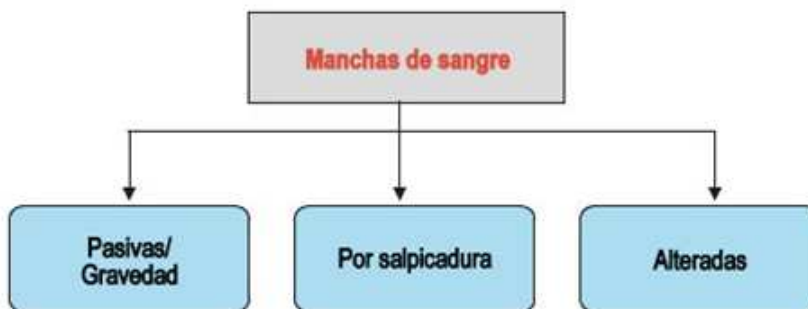 Manchas de sangre
Pasivas/
Gravedad
Por salpicadura
Alteradas